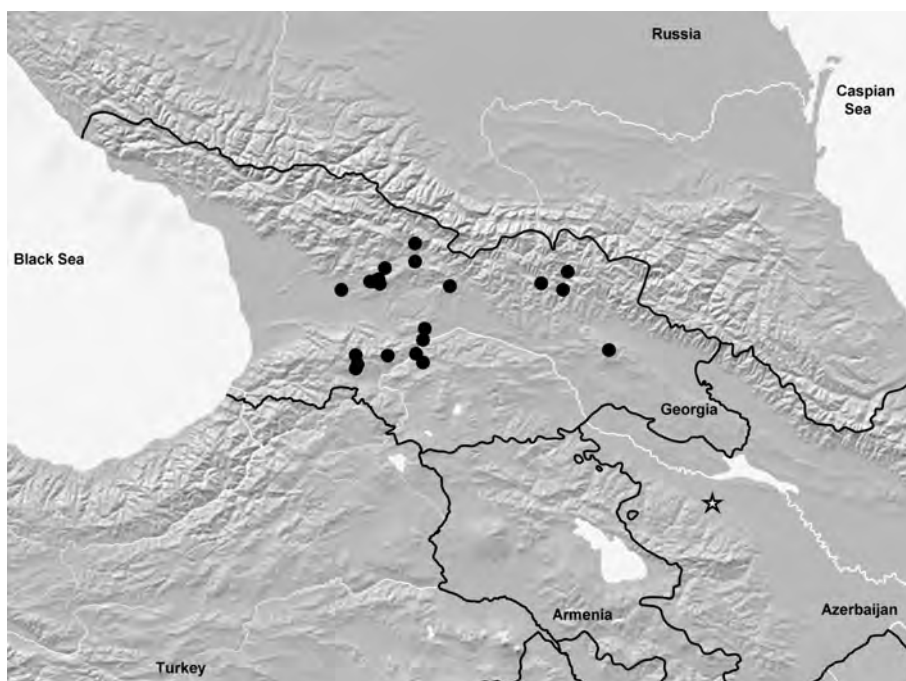 Russia
Caspian
Sea
Black Sea
Georgia
Armenia
Azerbaijan
Turkey